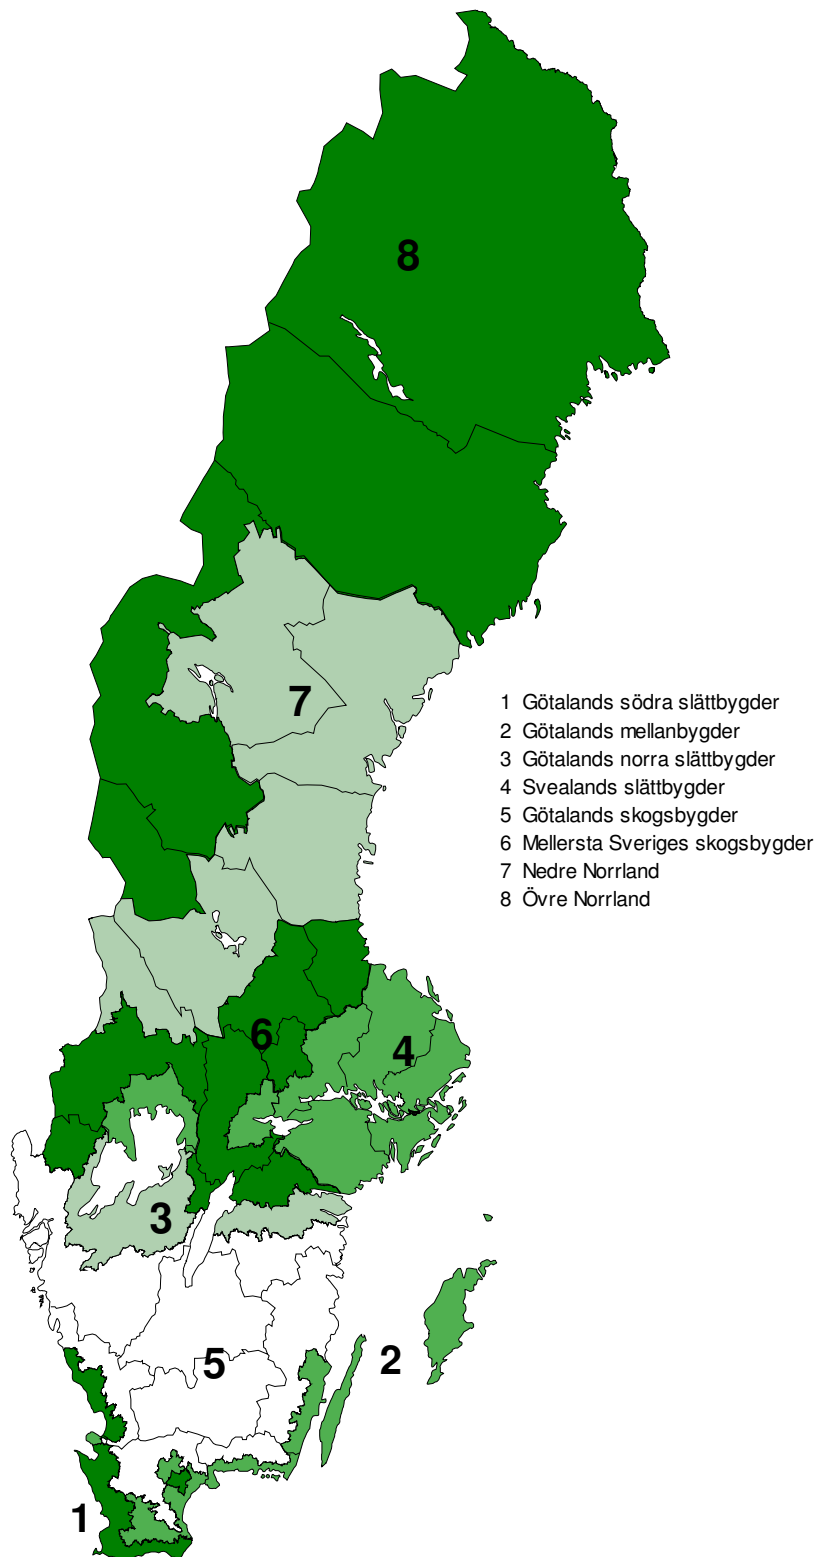 8
7
1 Götalands södra slättbygder
2 Götalands mellanbygder
3 Götalands norra slättbygder
4 Svealands slättbygder
5 Götalands skogsbygder
6 Mellersta Sveriges skogsbygder
7 Nedre Norrland
8 Övre Norrland
6
4
3
2
5
1